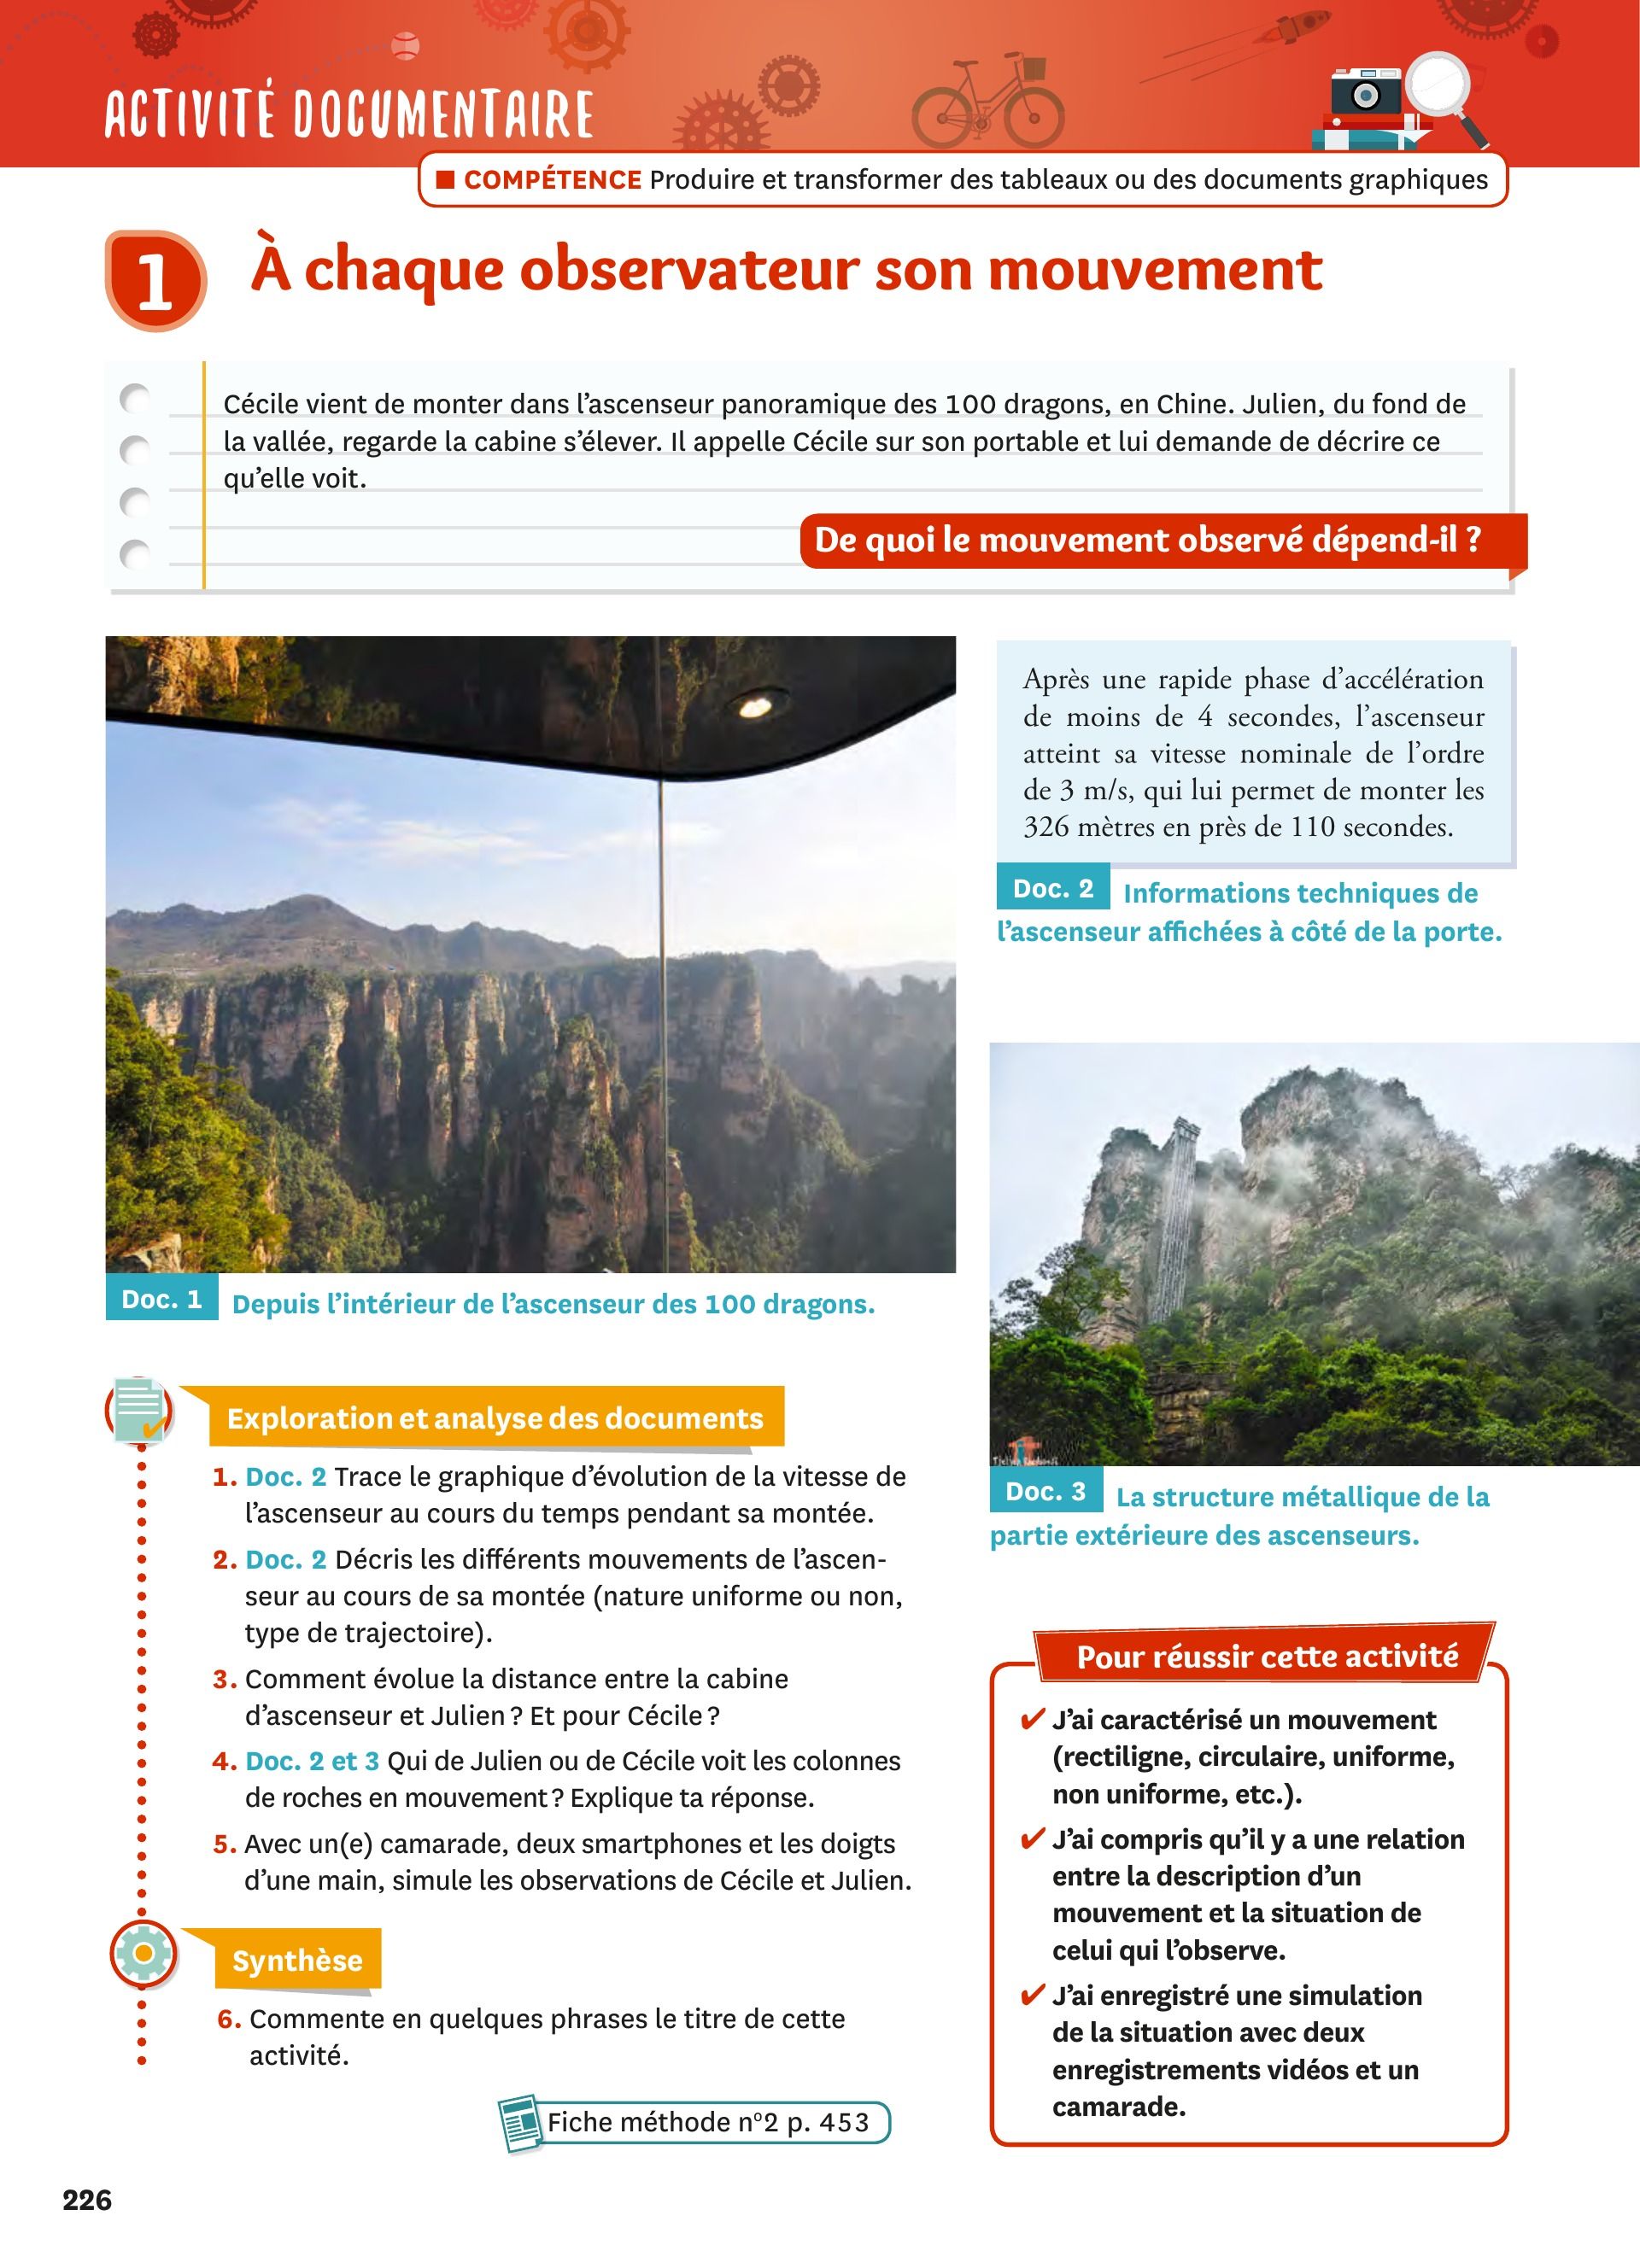 ACTIVITÉ DOCUMENTAIRE
■ COMPÉTENCE Produire et transformer des tableaux ou des documents graphiques
1 À chaque observateur son mouvement
Cécile vient de monter dans l’ascenseur panoramique des 100 dragons, en Chine. Julien, du fond de
la vallée, regarde la cabine s’élever. Il appelle Cécile sur son portable et lui demande de décrire ce
qu’elle voit.
De quoi le mouvement observé dépend-il ?
Après une rapide phase d’accélération
de moins de 4 secondes, l’ascenseur
atteint sa vitesse nominale de l’ordre
de 3 m/s, qui lui permet de monter les
326 mètres en près de 110 secondes.
Doc. 2 Informations techniques de
l’ascenseur affichées à côté de la porte.
Doc. 1 Depuis l’intérieur de l’ascenseur des 100 dragons.
Doc. 3 La structure métallique de la
partie extérieure des ascenseurs.
Exploration et analyse des documents
1. Doc. 2 Trace le graphique d’évolution de la vitesse de
l’ascenseur au cours du temps pendant sa montée.
2. Doc. 2 Décris les différents mouvements de l’ascen-
seur au cours de sa montée (nature uniforme ou non,
type de trajectoire).
3. Comment évolue la distance entre la cabine
d’ascenseur et Julien ? Et pour Cécile ?
4. Doc. 2 et 3 Qui de Julien ou de Cécile voit les colonnes
de roches en mouvement ? Explique ta réponse.
5. Avec un(e) camarade, deux smartphones et les doigts
d’une main, simule les observations de Cécile et Julien.
Synthèse
6. Commente en quelques phrases le titre de cette
activité.
Fiche méthode n°2 p. 453
Pour réussir cette activité
✔ J’ai caractérisé un mouvement
(rectiligne, circulaire, uniforme,
non uniforme, etc.).
✔ J’ai compris qu’il y a une relation
entre la description d’un
mouvement et la situation de
celui qui l’observe.
✔ J’ai enregistré une simulation
de la situation avec deux
enregistrements vidéos et un
camarade.
226